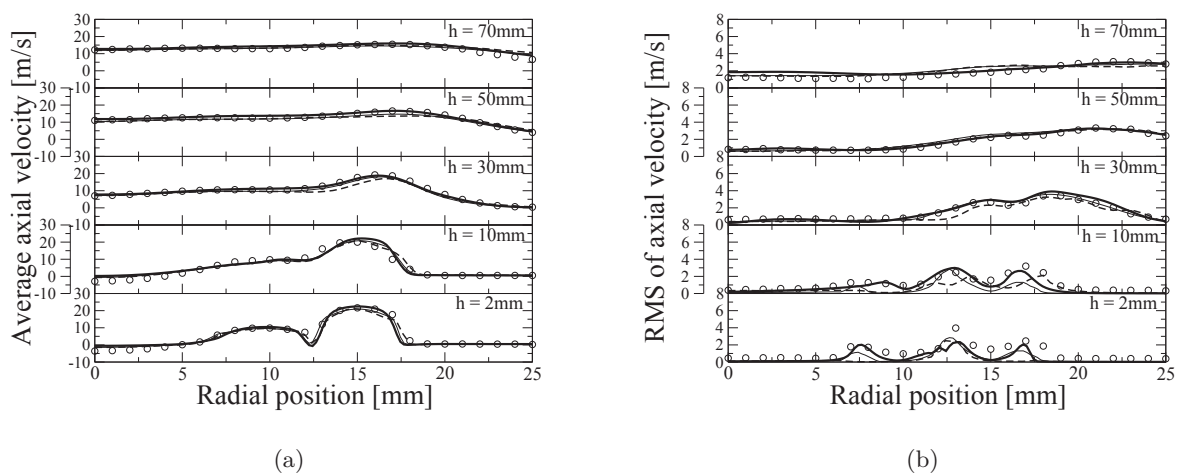 Average axial velocity [m/s]
30
20
10
0
-10
h = 70mm
30
20
10
0
-10
h = 50mm
30
20
10
0
-10
h = 30mm
30
20
10
0
-10
h = 10mm
30
20
10
0
-10
h = 2mm
0 5 10 15 20 25
Radial position [mm]
(a)
RMS of axial velocity [m/s]
8
6
4
2
0
h = 70mm
8
6
4
2
0
h = 50mm
8
6
4
2
0
h = 30mm
8
6
4
2
0
h = 10mm
8
6
4
2
0
h = 2mm
0 5 10 15 20 25
Radial position [mm]
(b)